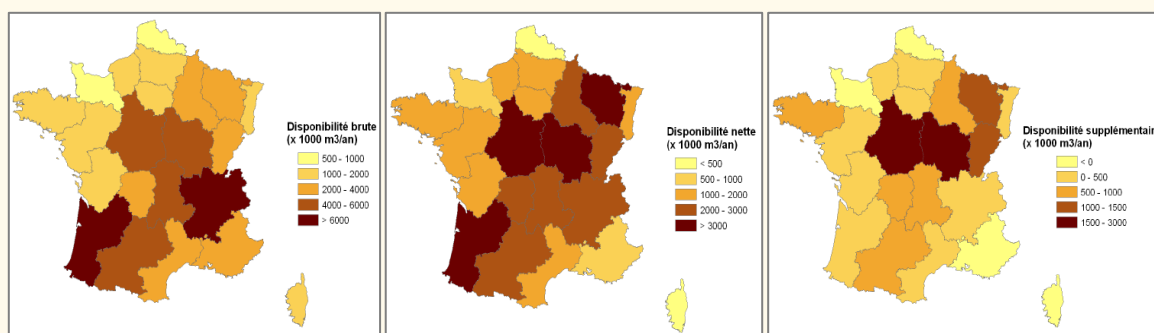 Disponibilité brute
(x 1000 m3/an)
500 - 1000
1000 - 2000
2000 - 4000
4000 - 6000
> 6000
Disponibilité nette
(x 1000 m3/an)
< 500
500 - 1000
1000 - 2000
2000 - 3000
> 3000
Disponibilité supplémentair
(x 1000 m3/an)
< 0
0 - 500
500 - 1000
1000 - 1500
1500 - 3000